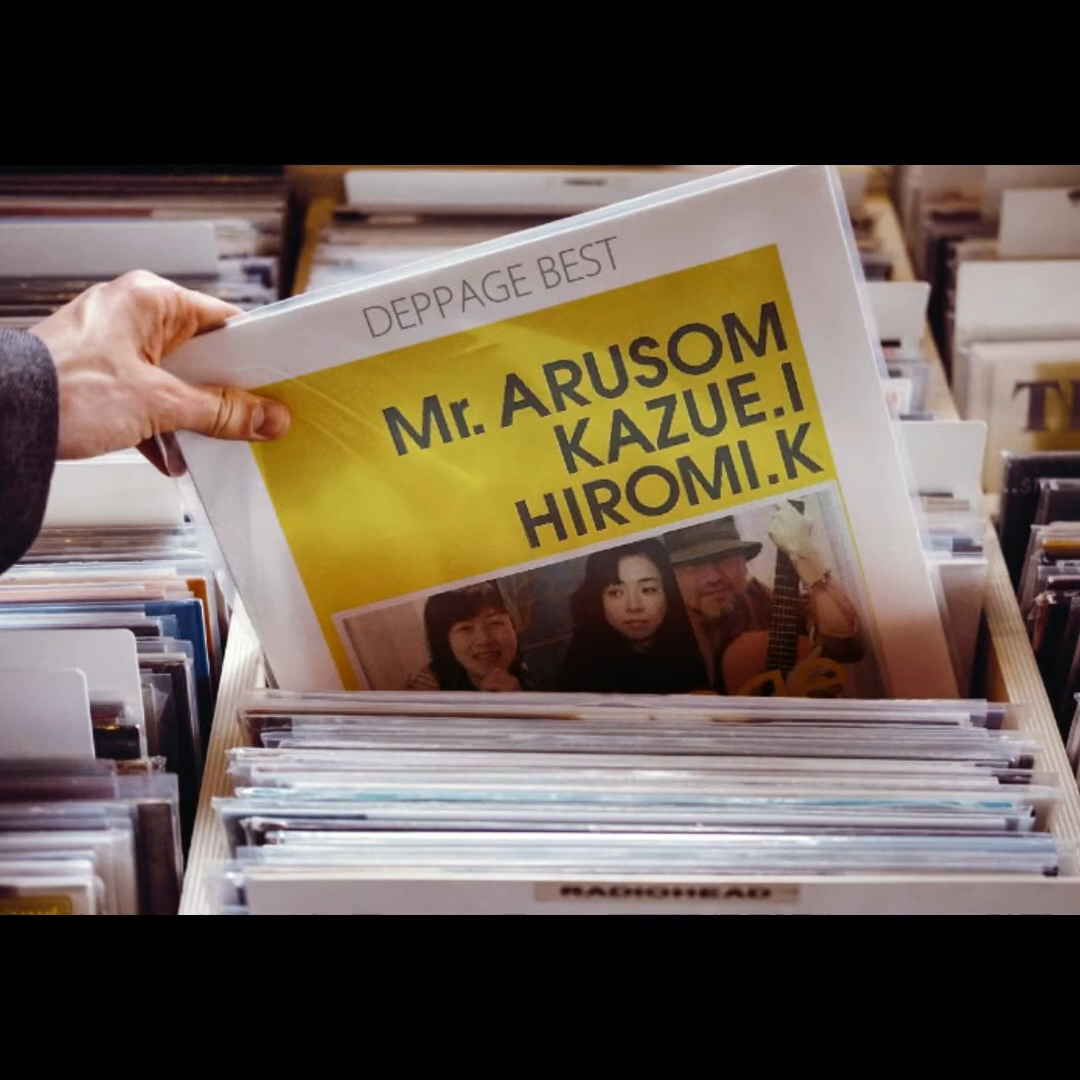 DEPPAGE BEST
Mr. ARUSOM
KAZUE.I
HIROMI.K
RADIOHEAD